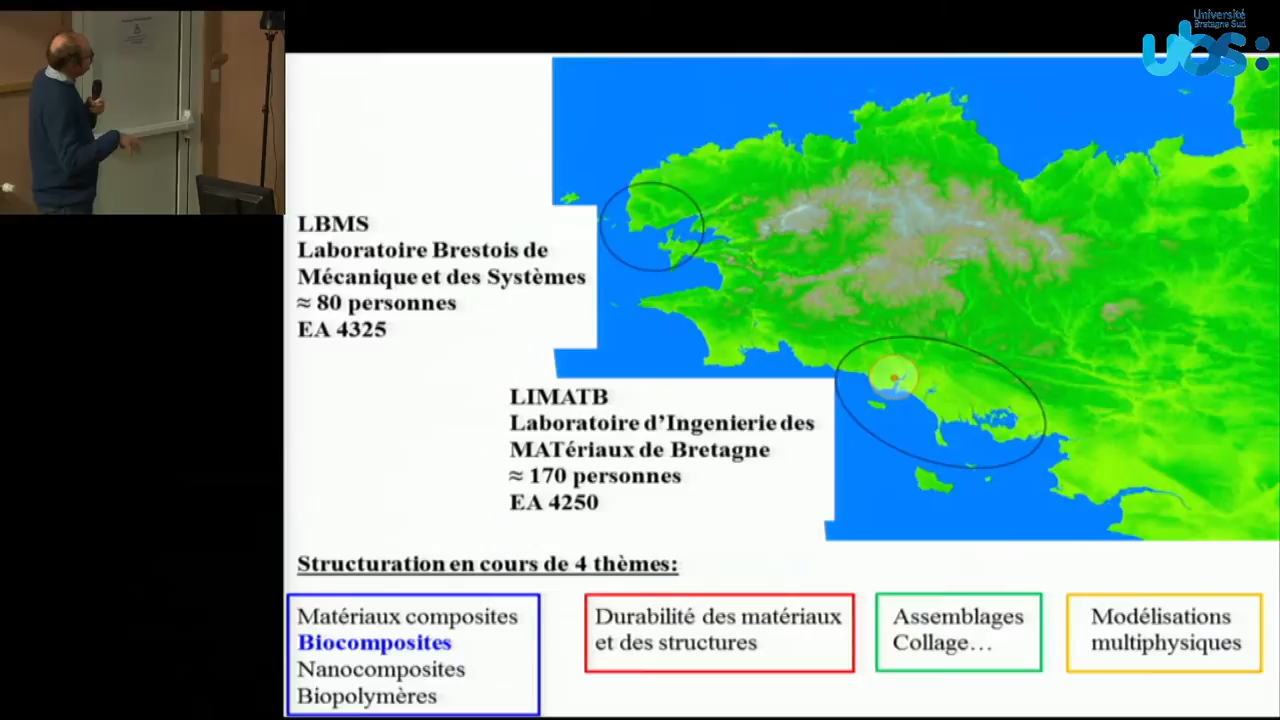 Université
Bretagne Sud
ubs:
LBMS
Laboratoire Brestois de
Mécanique et des Systèmes
≈ 80 personnes
EA 4325
LIMATB
Laboratoire d’Ingenierie des
MATériaux de Bretagne
≈ 170 personnes
EA 4250
Structuration en cours de 4 thèmes:
Matériaux composites
Biocomposites
Nanocomposites
Biopolymères
Durabilité des matériaux
et des structures
Assemblages
Collage…
Modélisations
multiphysiques